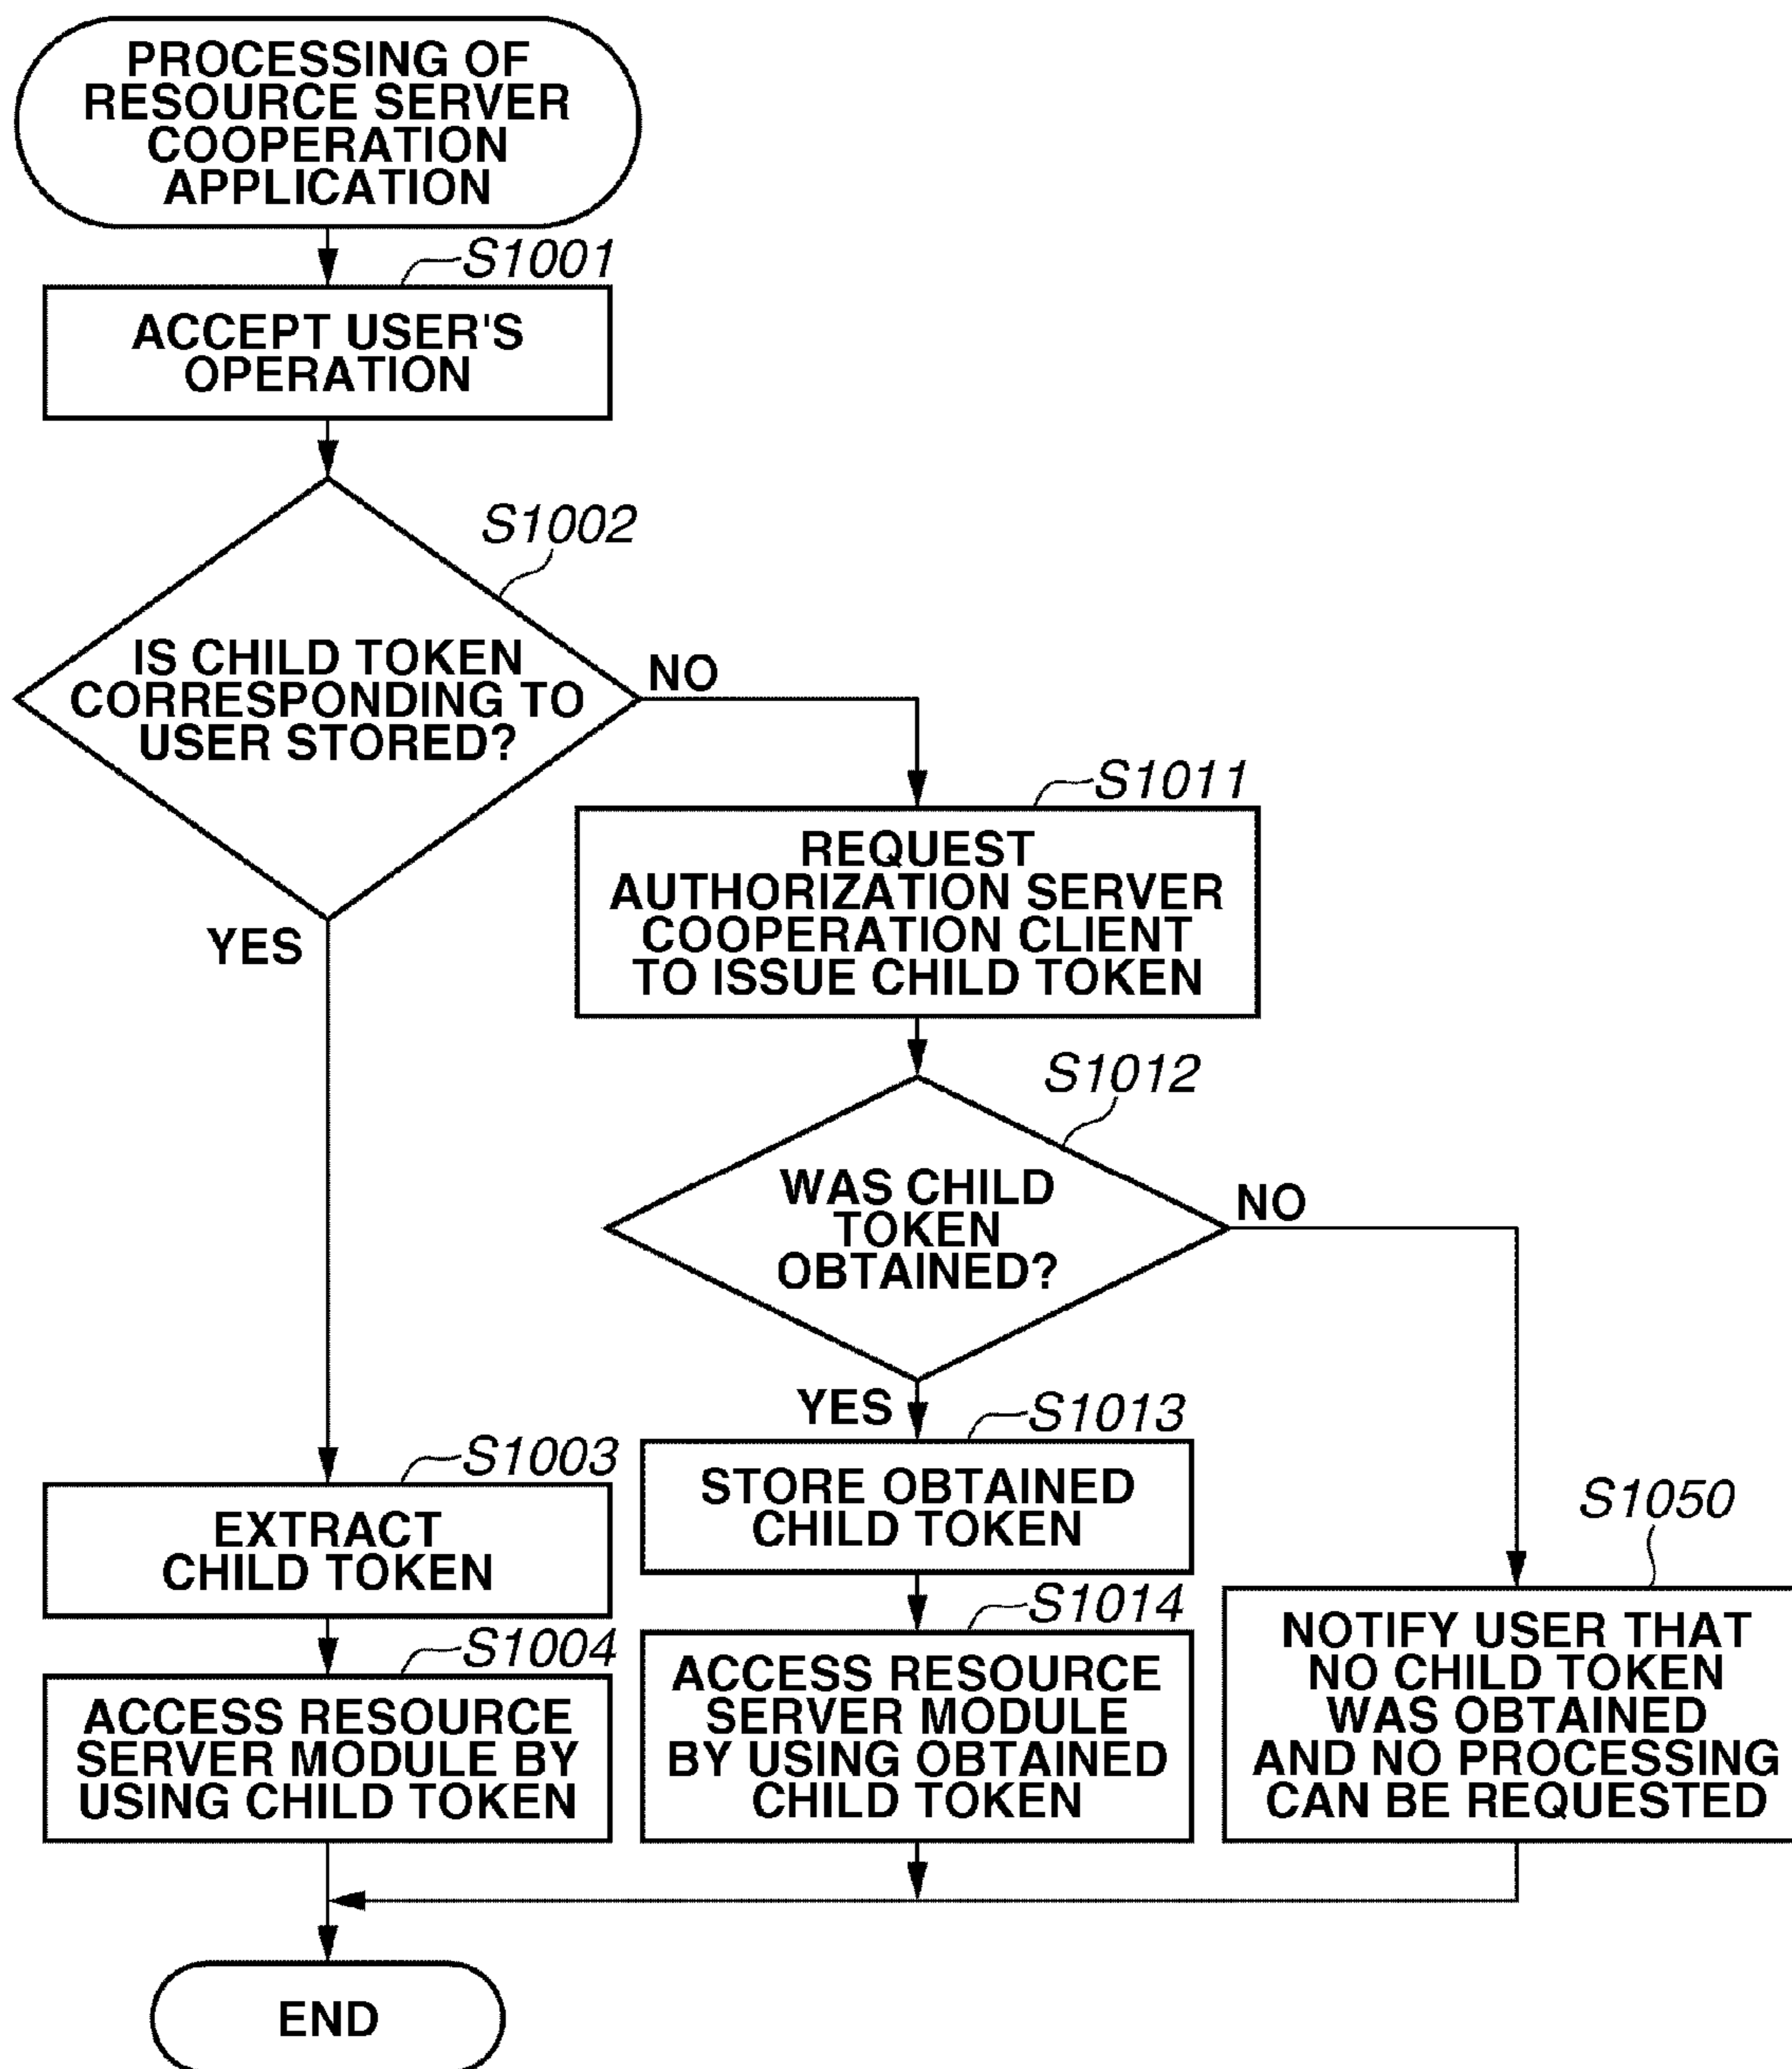 PROCESSING OF
RESOURCE SERVER
COOPERATION
APPLICATION
S1001
ACCEPT USER'S
OPERATION
S1002
IS CHILD TOKEN
CORRESPONDING TO
USER STORED?
NO
YES
S1011
REQUEST
AUTHORIZATION SERVER
COOPERATION CLIENT
TO ISSUE CHILD TOKEN
S1012
WAS CHILD
TOKEN
OBTAINED?
NO
YES
S1003
EXTRACT
CHILD TOKEN
S1004
ACCESS RESOURCE
SERVER MODULE BY
USING CHILD TOKEN
S1013
STORE OBTAINED
CHILD TOKEN
S1014
ACCESS RESOURCE
SERVER MODULE
BY USING OBTAINED
CHILD TOKEN
S1050
NOTIFY USER THAT
NO CHILD TOKEN
WAS OBTAINED
AND NO PROCESSING
CAN BE REQUESTED
END